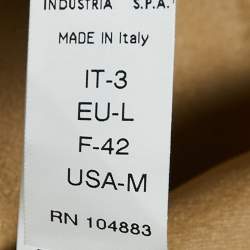 INDUSTRIA S.P.A.
MADE IN Italy
IT-3
EU-L
F-42
USA-M
RN 104883